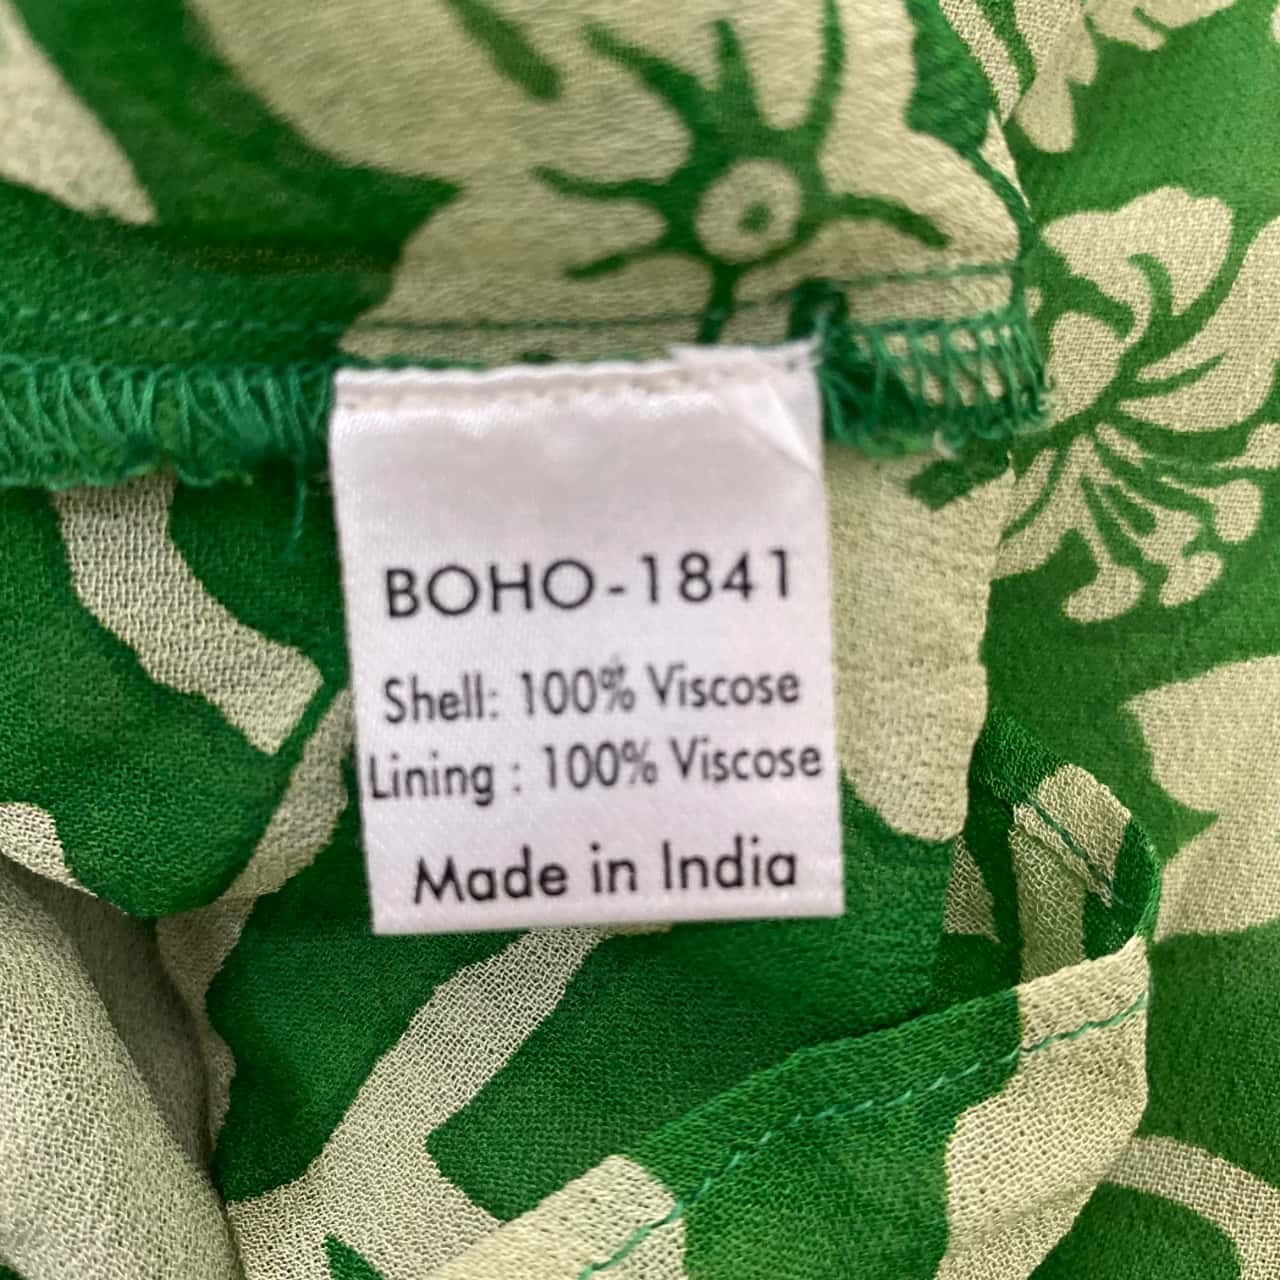 BOHO-1841
Shell: 100% Viscose
Lining : 100% Viscose
Made in India